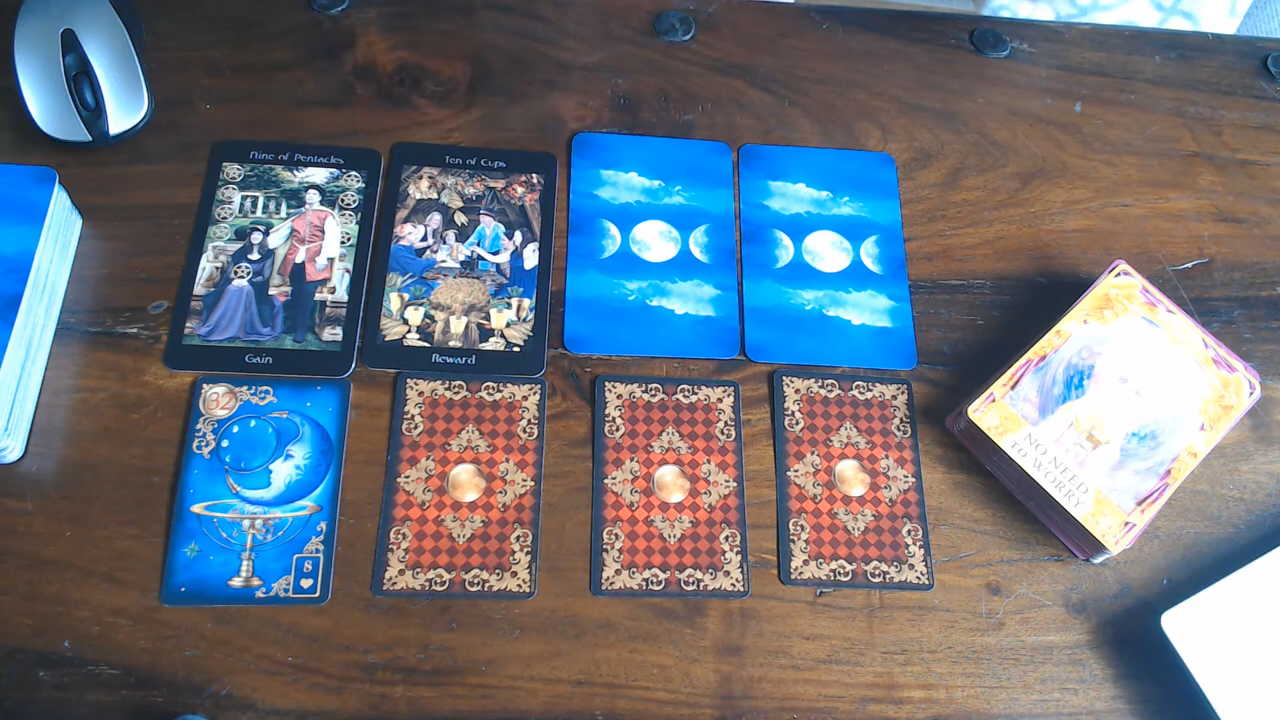 Nine of Pentacles
Gain
Ten of Cups
Reward
32
8
NO NEED
TO WORRY